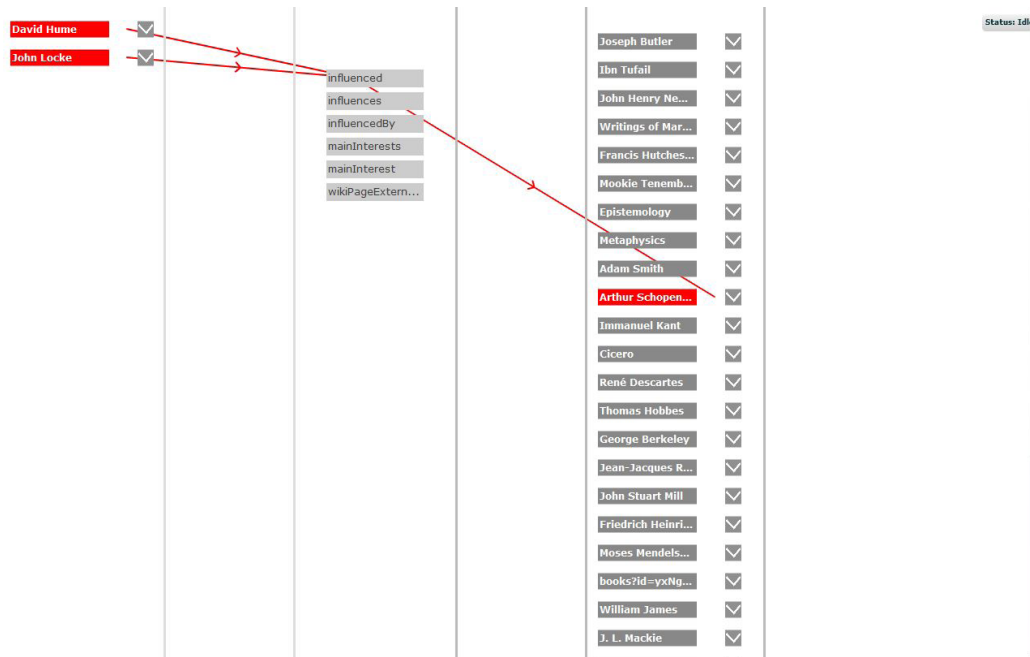 David Hume
John Locke
influenced
influences
influencedBy
mainInterests
mainInterest
wikiPageExtern...
Joseph Butler
Ibn Tufail
John Henry Ne...
Writings of Mar...
Francis Hutches...
Mookie Tenemb...
Epistemology
Metaphysics
Adam Smith
Arthur Schopen...
Immanuel Kant
Cicero
René Descartes
Thomas Hobbes
George Berkeley
Jean-Jacques R...
John Stuart Mill
Friedrich Heinri...
Moses Mendels...
books?id=yxNg...
William James
J. L. Mackie
Status: Idl